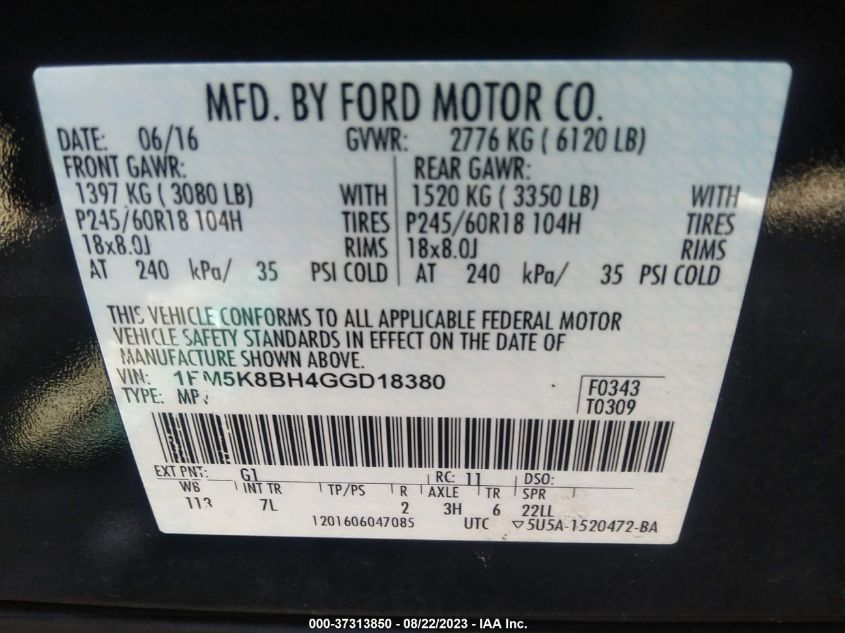 MFD. BY FORD MOTOR CO.
DATE: 06/16 GVWR: 2776 KG ( 6120 LB)
FRONT GAWR: REAR GAWR:
1397 KG ( 3080 LB) WITH 1520 KG ( 3350 LB) WITH
P245/60R18 104H TIRES P245/60R18 104H TIRES
18x8.0J RIMS 18x8.0J RIMS
AT 240 kPa/ 35 PSI COLD AT 240 kPa/ 35 PSI COLD
THIS VEHICLE CONFORMS TO ALL APPLICABLE FEDERAL MOTOR
VEHICLE SAFETY STANDARDS IN EFFECT ON THE DATE OF
MANUFACTURE SHOWN ABOVE.
VIN: 1FM5K8BH4GGD18380 F0343
TYPE: MPV T0309
EXT PNT: G1 RC: 11 DSO:
WB INT TR TP/PS R AXLE TR SPR
113 7L 2 3H 6 22LL
1201606047085 UTC ▽5U5A-1520472-BA
000-37313850 - 08/22/2023 - IAA Inc.